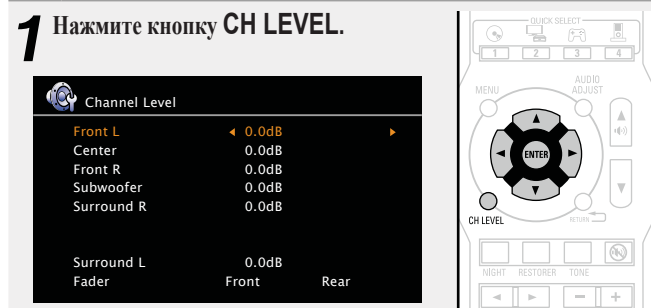 1 Нажмите кнопку CH LEVEL.
Channel Level
Front L ◀ 0.0dB ▶
Center 0.0dB
Front R 0.0dB
Subwoofer 0.0dB
Surround R 0.0dB
Surround L 0.0dB
Fader Front Rear
QUICK SELECT
1 2 3 4
MENU
AUDIO
ADJUST
ENTER
CH LEVEL
RETURN
NIGHT RESTORER TONE
− +